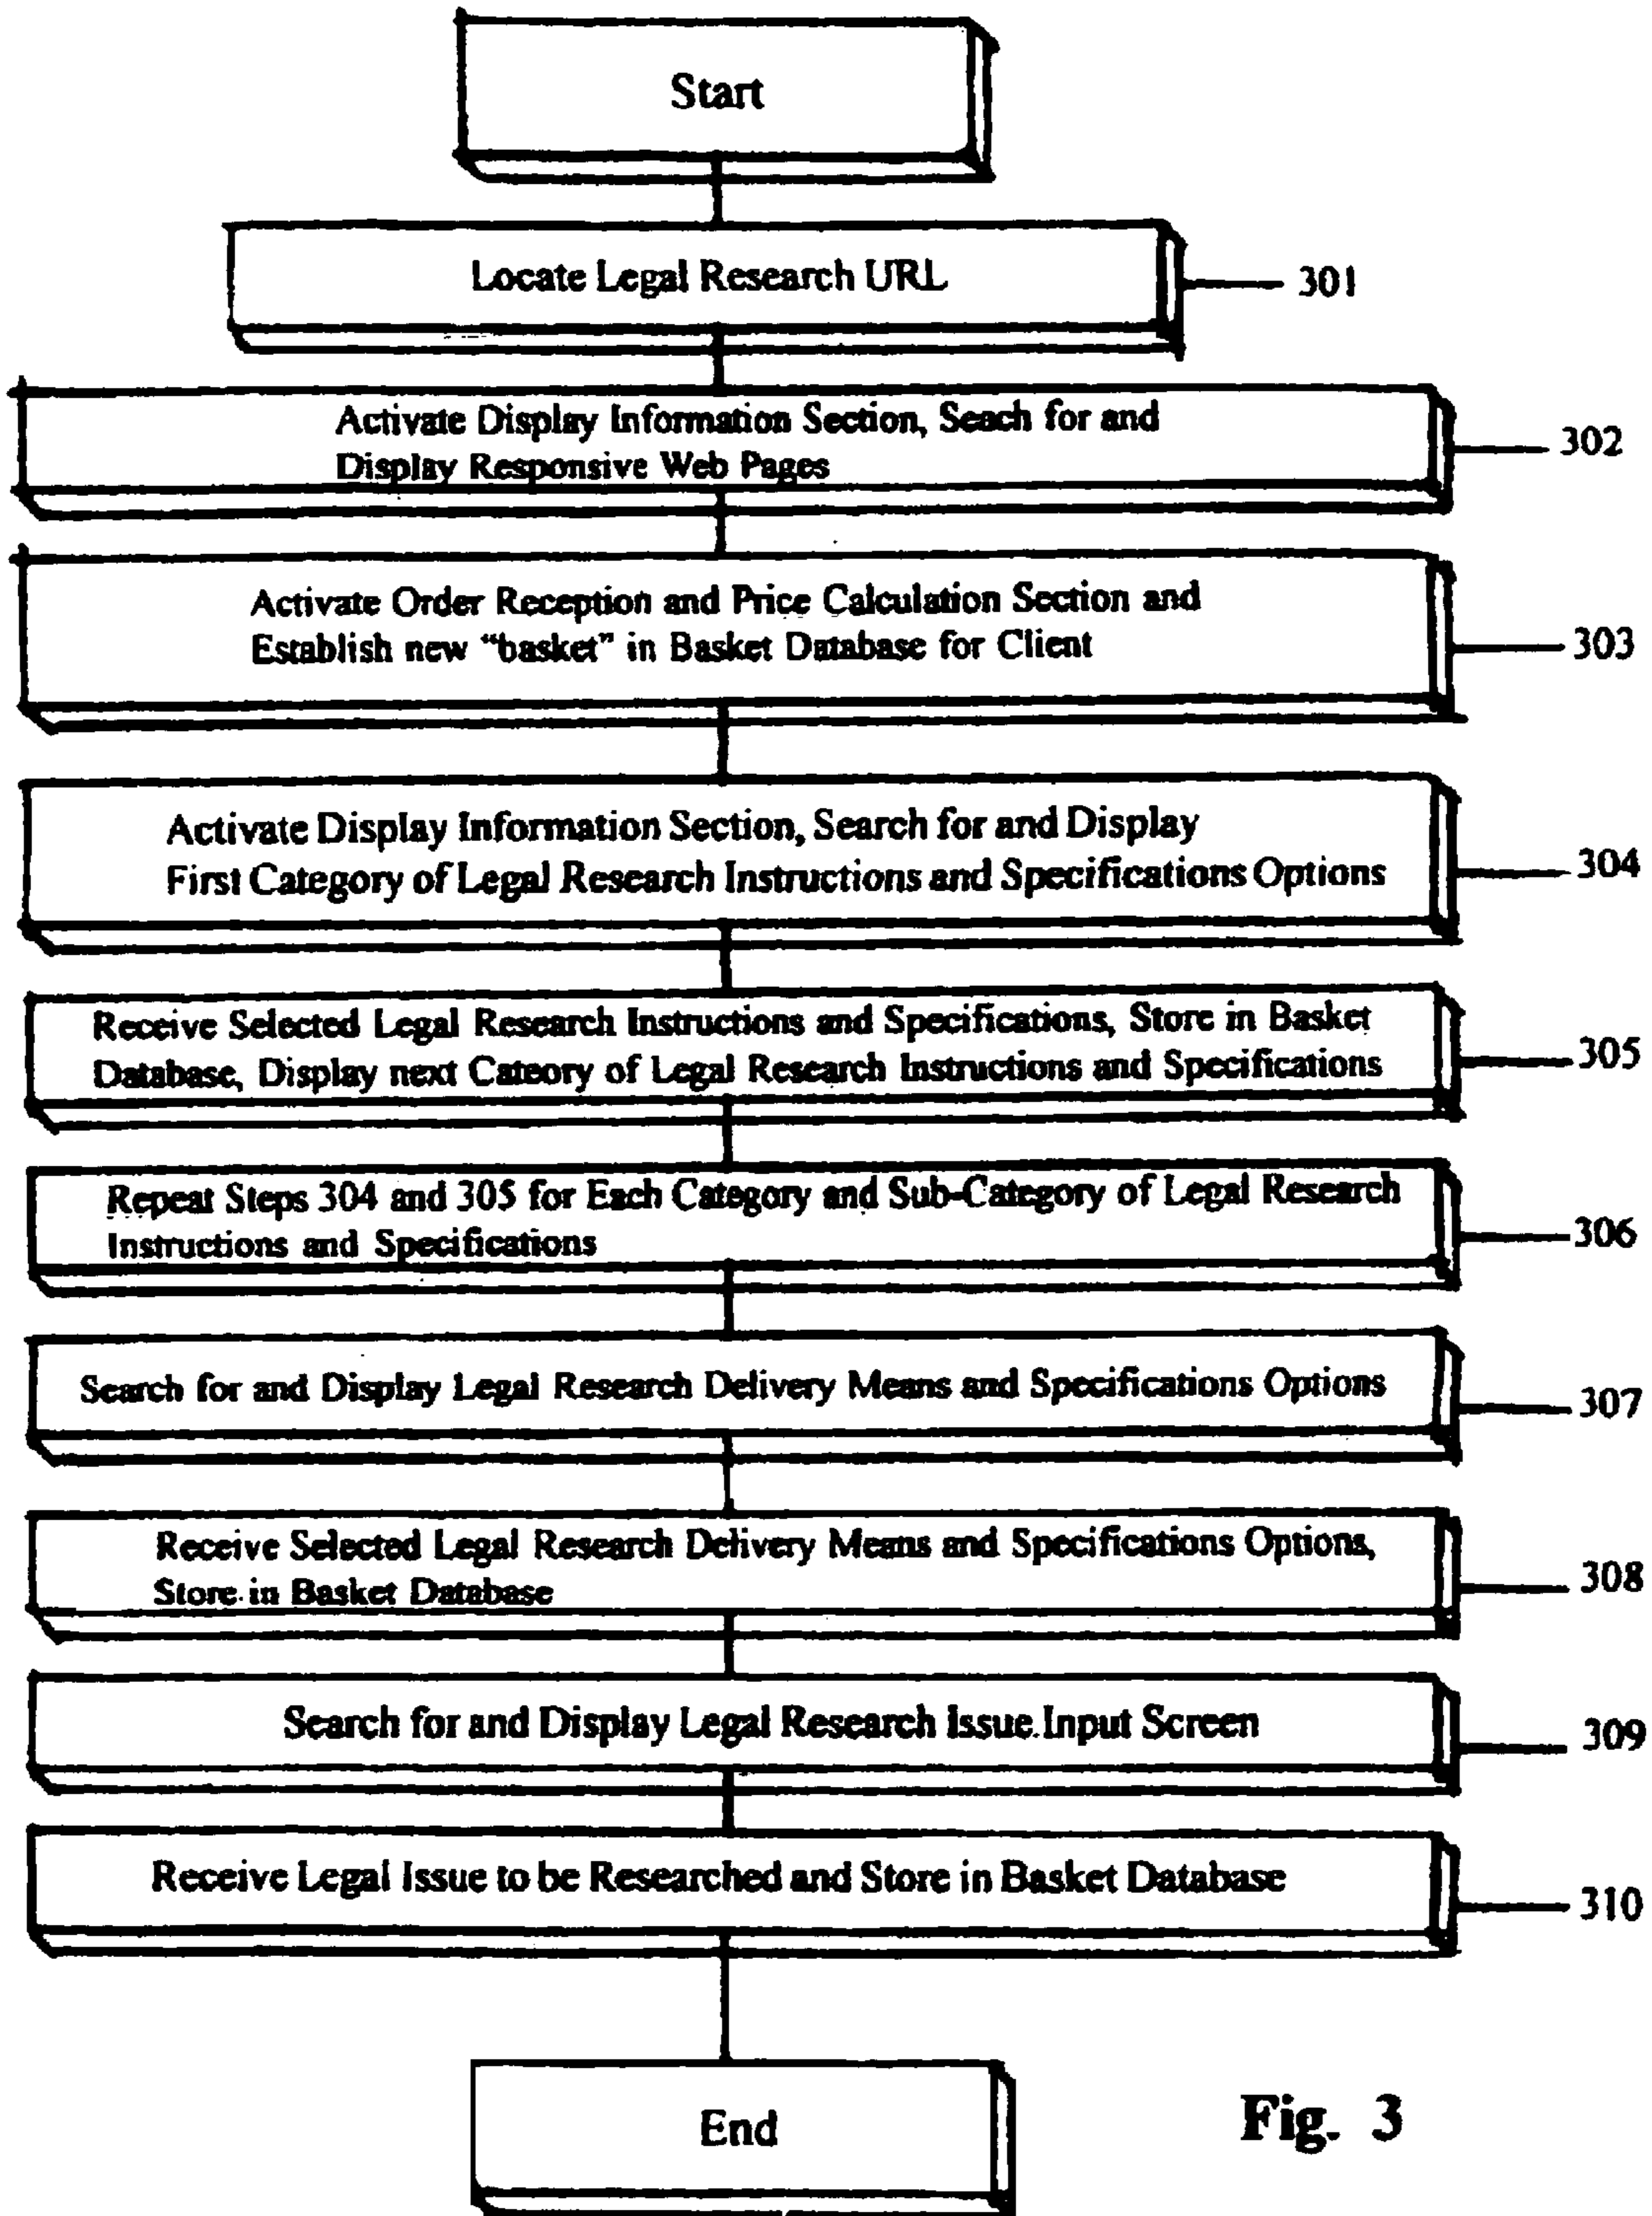 Start
Locate Legal Research URL
301
Activate Display Information Section, Seach for and
Display Responsive Web Pages
302
Activate Order Reception and Price Calculation Section and
Establish new "basket" in Basket Database for Client
303
Activate Display Information Section, Search for and Display
First Category of Legal Research Instructions and Specifications Options
304
Receive Selected Legal Research Instructions and Specifications, Store in Basket
Database, Display next Cateory of Legal Research Instructions and Specifications
305
Repeat Steps 304 and 305 for Each Category and Sub-Category of Legal Research
Instructions and Specifications
306
Search for and Display Legal Research Delivery Means and Specifications Options
307
Receive Selected Legal Research Delivery Means and Specifications Options,
Store in Basket Database
308
Search for and Display Legal Research Issue Input Screen
309
Receive Legal Issue to be Researched and Store in Basket Database
310
End
Fig. 3